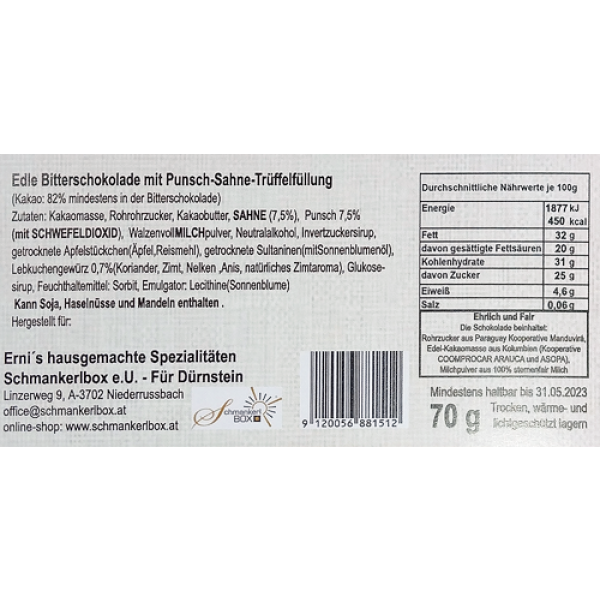 Edle Bitterschokolade mit Punsch-Sahne-Trüffelfüllung
(Kakao: 82% mindestens in der Bitterschokolade)
Zutaten: Kakaomasse, Rohrohrzucker, Kakaobutter, SAHNE (7,5%), Punsch 7,5%
(mit SCHWEFELDIOXID), WalzenvollMILCHpulver, Neutralalkohol, Invertzuckersirup,
getrocknete Apfelstückchen(Äpfel,Reismehl), getrocknete Sultaninen(mitSonnenblumenöl),
Lebkuchengewürz 0,7%(Koriander, Zimt, Nelken ,Anis, natürliches Zimtaroma), Glukose-
sirup, Feuchthaltemittel: Sorbit, Emulgator: Lecithine(Sonnenblume)
Kann Soja, Haselnüsse und Mandeln enthalten .
Hergestellt für:
Erni´s hausgemachte Spezialitäten
Schmankerlbox e.U. - Für Dürnstein
Linzerweg 9, A-3702 Niederrussbach
office@schmankerlbox.at
online-shop: www.schmankerlbox.at
Schmankerl
BOX
9 120056 881512
Durchschnittliche Nährwerte je 100g
Energie 1877 kJ
450 kcal
Fett 32 g
davon gesättigte Fettsäuren 20 g
Kohlenhydrate 31 g
davon Zucker 25 g
Eiweiß 4,6 g
Salz 0,06 g
Ehrlich und Fair
Die Schokolade beinhaltet:
Rohrzucker aus Paraguay Kooperative Manduvirá,
Edel-Kakaomasse aus Kolumbien (Kooperative
COOMPROCAR ARAUCA und ASOPA),
Milchpulver aus 100% sternenfair Milch
Mindestens haltbar bis 31.05.2023
70 g Trocken, wärme- und
lichtgeschützt lagern